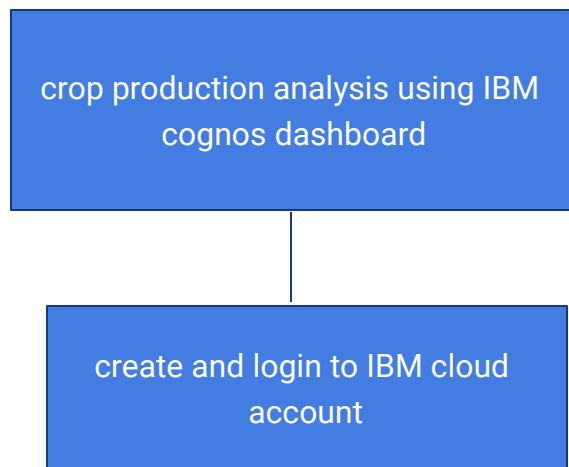 crop production analysis using IBM
cognos dashboard
create and login to IBM cloud
account